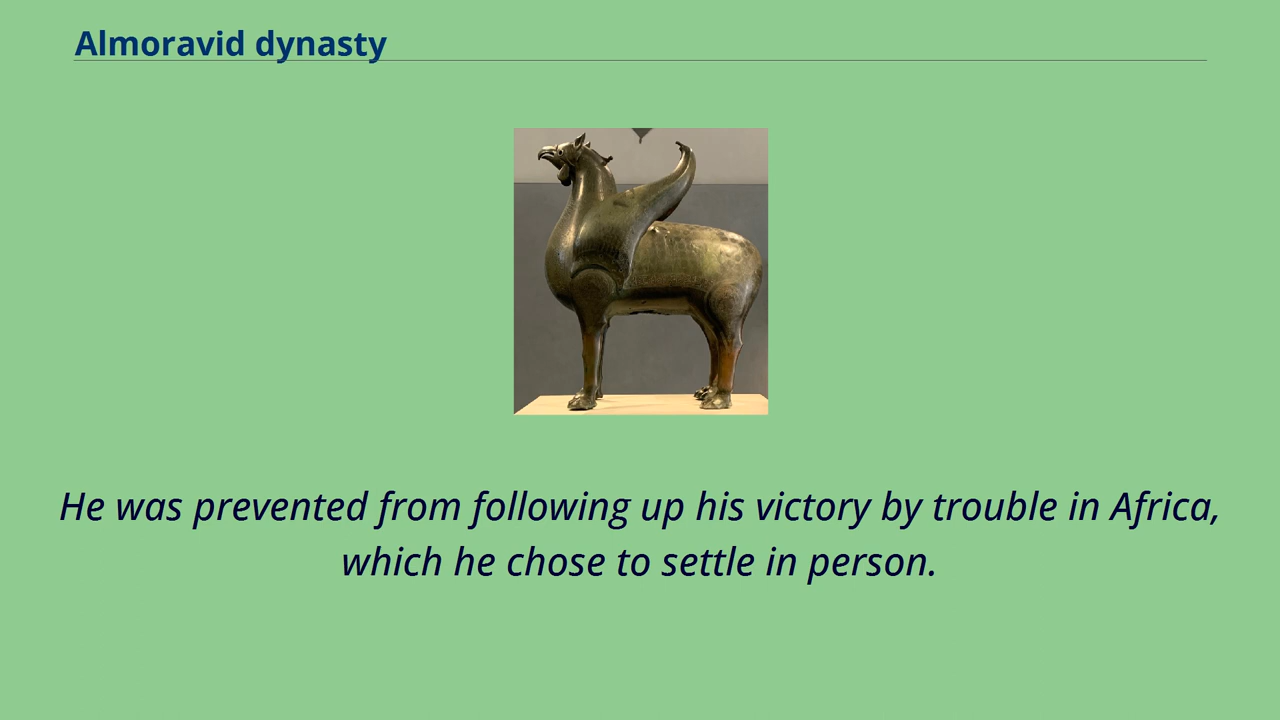 Almoravid dynasty
He was prevented from following up his victory by trouble in Africa,
which he chose to settle in person.